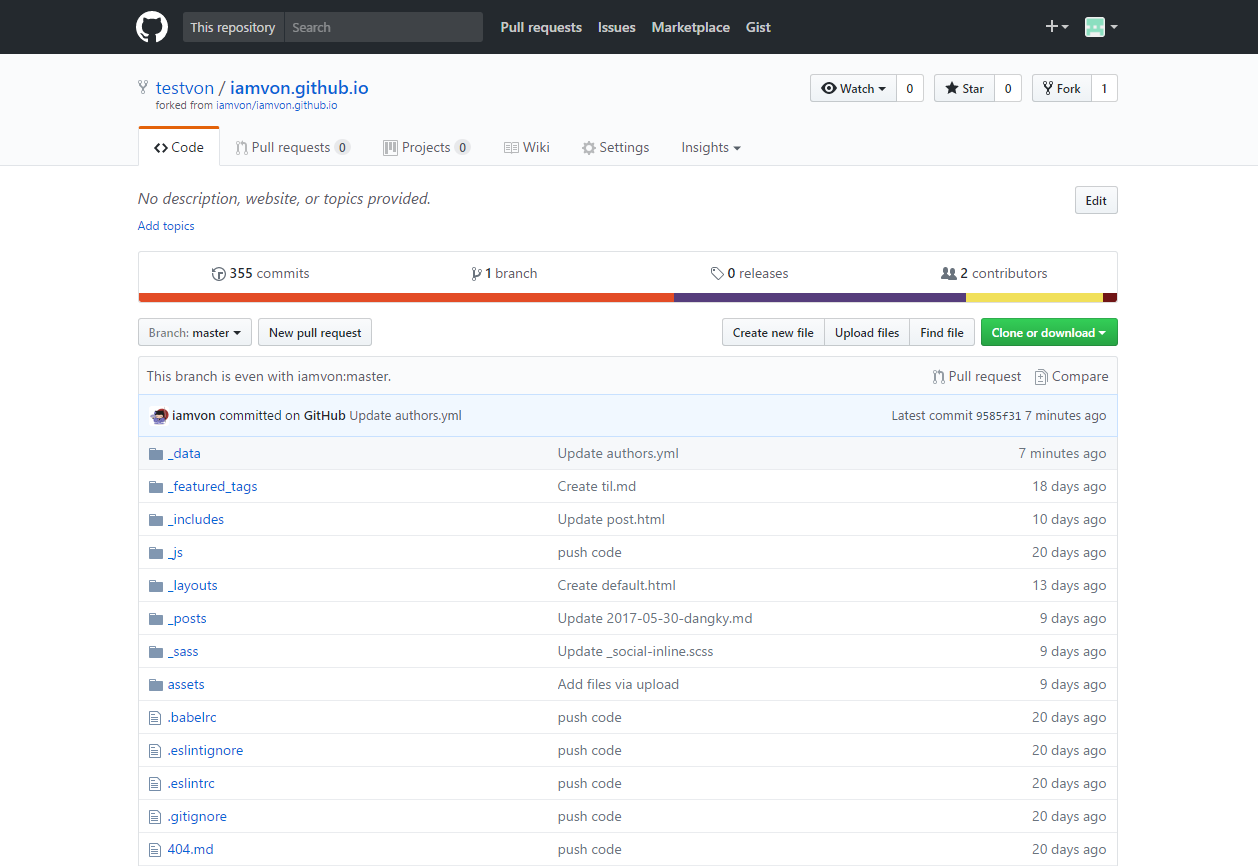 This repository Search Pull requests Issues Marketplace Gist
testvon / iamvon.github.io Watch 0 Star 0 Fork 1
forked from iamvon/iamvon.github.io
Code Pull requests 0 Projects 0 Wiki Settings Insights
No description, website, or topics provided. Edit
Add topics
355 commits 1 branch 0 releases 2 contributors
Branch: master New pull request Create new file Upload files Find file Clone or download
This branch is even with iamvon:master. Pull request Compare
iamvon committed on GitHub Update authors.yml Latest commit 9585f31 7 minutes ago
_data Update authors.yml 7 minutes ago
_featured_tags Create til.md 18 days ago
_includes Update post.html 10 days ago
_js push code 20 days ago
_layouts Create default.html 13 days ago
_posts Update 2017-05-30-dangky.md 9 days ago
_sass Update _social-inline.scss 9 days ago
assets Add files via upload 9 days ago
.babelrc push code 20 days ago
.eslintignore push code 20 days ago
.eslintrc push code 20 days ago
.gitignore push code 20 days ago
404.md push code 20 days ago